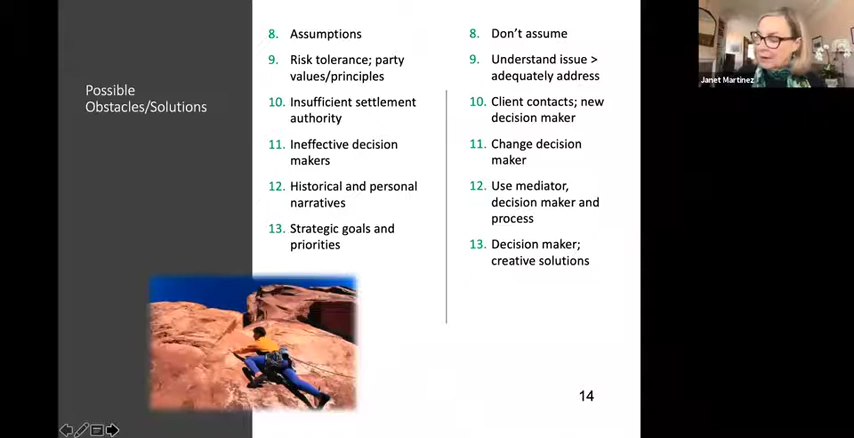 Possible
Obstacles/Solutions
8. Assumptions
9. Risk tolerance; party
values/principles
10. Insufficient settlement
authority
11. Ineffective decision
makers
12. Historical and personal
narratives
13. Strategic goals and
priorities
8. Don’t assume
9. Understand issue >
adequately address
10. Client contacts; new
decision maker
11. Change decision
maker
12. Use mediator,
decision maker and
process
13. Decision maker;
creative solutions
14
Janet Martinez